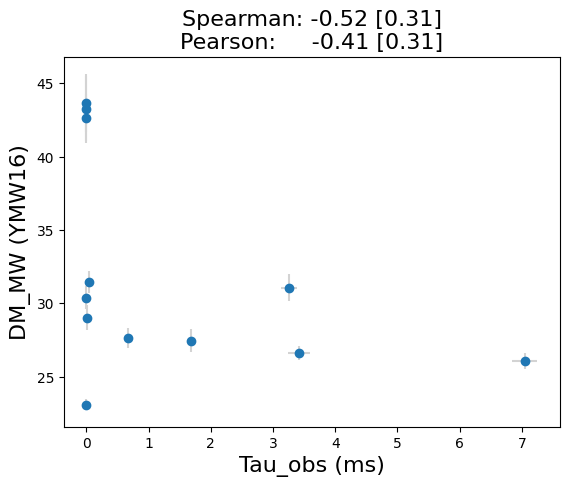 Spearman: -0.52 [0.31]
Pearson: -0.41 [0.31]
45
40
35
30
25
DM_MW (YMW16)
0 1 2 3 4 5 6 7
Tau_obs (ms)